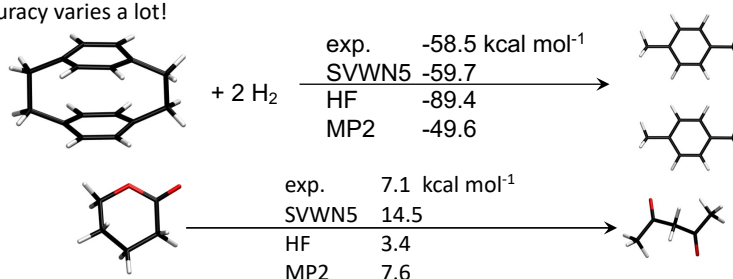 varies a lot!
exp. -58.5 kcal mol-1
SVWN5 -59.7
+ 2 H2
HF -89.4
MP2 -49.6
exp. 7.1 kcal mol-1
SVWN5 14.5
HF 3.4
MP2 7.6